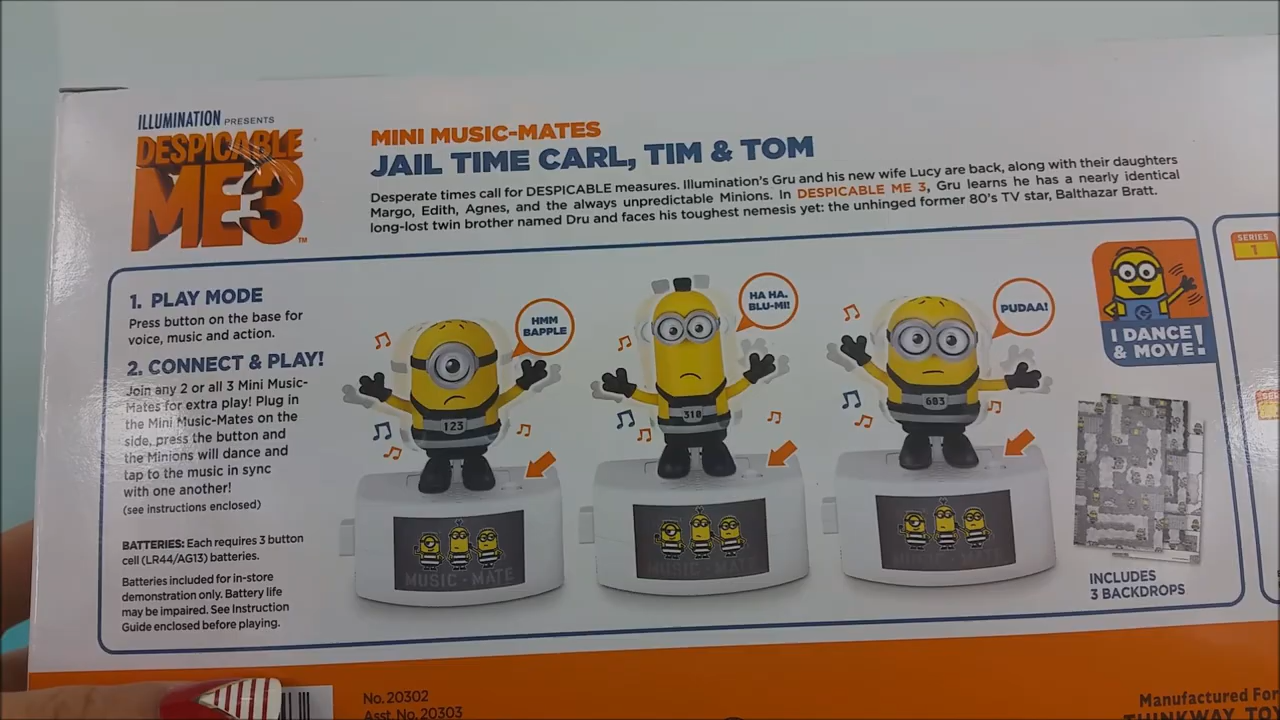 ILLUMINATION PRESENTS
DESPICABLE
ME3
TM
MINI MUSIC-MATES
JAIL TIME CARL, TIM & TOM
Desperate times call for DESPICABLE measures. Illumination's Gru and his new wife Lucy are back, along with their daughters
Margo, Edith, Agnes, and the always unpredictable Minions. In DESPICABLE ME 3, Gru learns he has a nearly identical
long-lost twin brother named Dru and faces his toughest nemesis yet: the unhinged former 80's TV star, Balthazar Bratt.
1. PLAY MODE
Press button on the base for
voice, music and action.
2. CONNECT & PLAY!
Join any 2 or all 3 Mini Music-
Mates for extra play! Plug in
the Mini Music-Mates on the
side, press the button and
the Minions will dance and
tap to the music in sync
with one another!
(see instructions enclosed)
BATTERIES: Each requires 3 button
cell (LR44/AG13) batteries.
Batteries included for in-store
demonstration only. Battery life
may be impaired. See Instruction
Guide enclosed before playing.
HMM
BAPPLE
123
MUSIC-MATE
HA HA,
BLU-MI!
310
MUSIC-MATE
PUDAA!
603
MUSIC-MATE
G
I DANCE
& MOVE!
INCLUDES
3 BACKDROPS
SERIES
1
No. 20302
Asst. No. 20303
Manufactured For
THINKWAY TOY